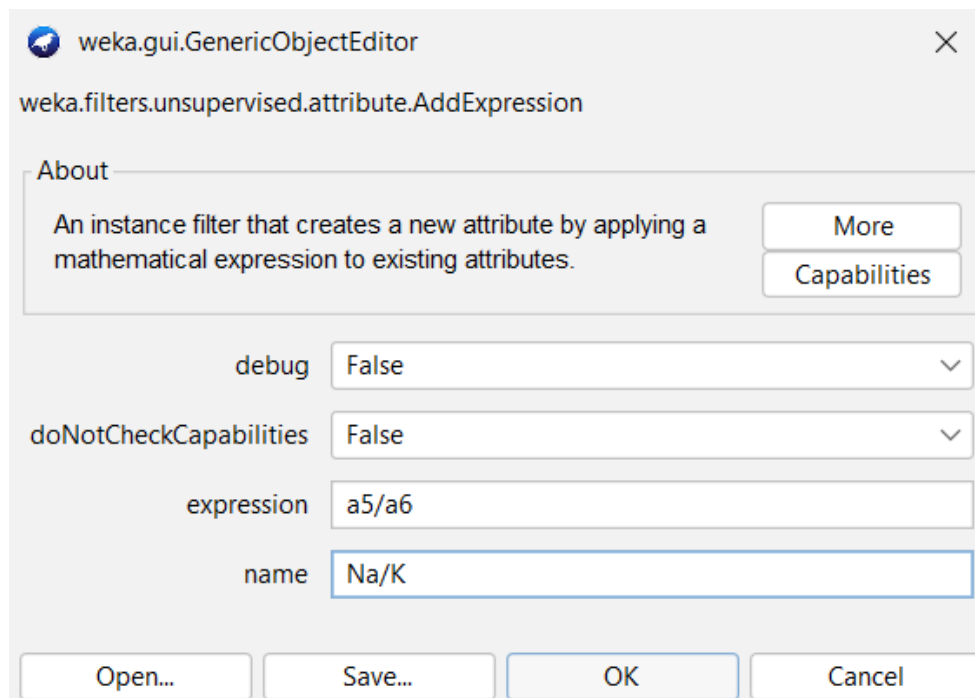 weka.gui.GenericObjectEditor
weka.filters.unsupervised.attribute.AddExpression
About
An instance filter that creates a new attribute by applying a
mathematical expression to existing attributes.
More
Capabilities
debug False
doNotCheckCapabilities False
expression a5/a6
name Na/K
Open... Save... OK Cancel